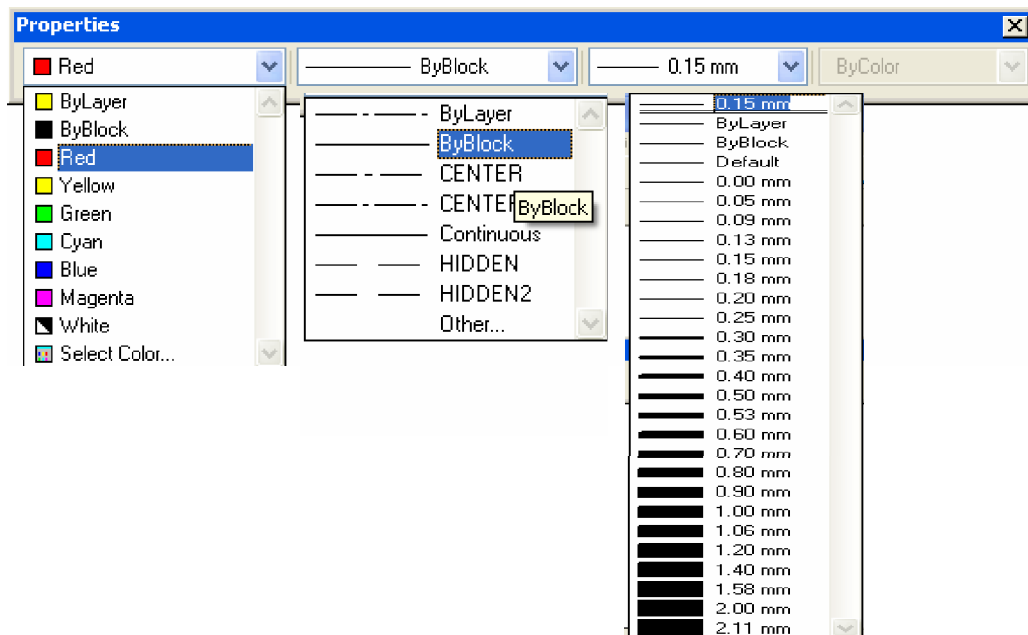 Properties
Red
ByBlock
0.15 mm
ByColor
ByLayer
ByBlock
Red
Yellow
Green
Cyan
Blue
Magenta
White
Select Color...
ByLayer
ByBlock
CENTER
CENTER
ByBlock
Continuous
HIDDEN
HIDDEN2
Other...
0.15 mm
ByLayer
ByBlock
Default
0.00 mm
0.05 mm
0.09 mm
0.13 mm
0.15 mm
0.18 mm
0.20 mm
0.25 mm
0.30 mm
0.35 mm
0.40 mm
0.50 mm
0.53 mm
0.60 mm
0.70 mm
0.80 mm
0.90 mm
1.00 mm
1.06 mm
1.20 mm
1.40 mm
1.58 mm
2.00 mm
2.11 mm